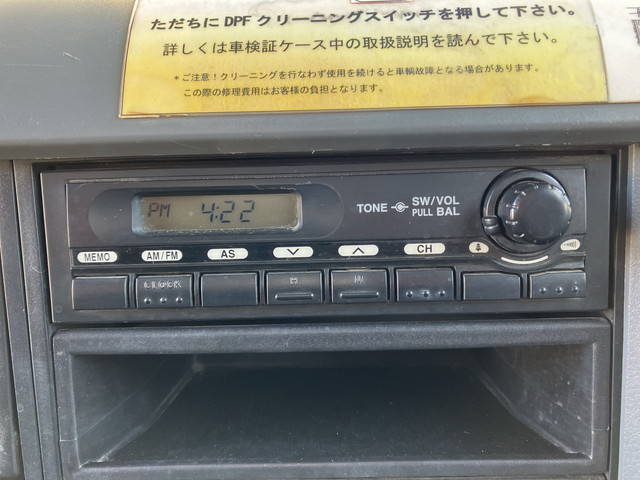 ただちに DPF クリーニングスイッチを押して下さい。
詳しくは車検証ケース中の取扱説明を読んで下さい。
*ご注意！クリーニングを行なわず使用を続けると車輌故障となる場合があります。
この際の修理費用はお客様の負担となります。
PM 4:22
TONE SW/VOL
PULL BAL
MEMO AM/FM AS CH
CLOCK H M